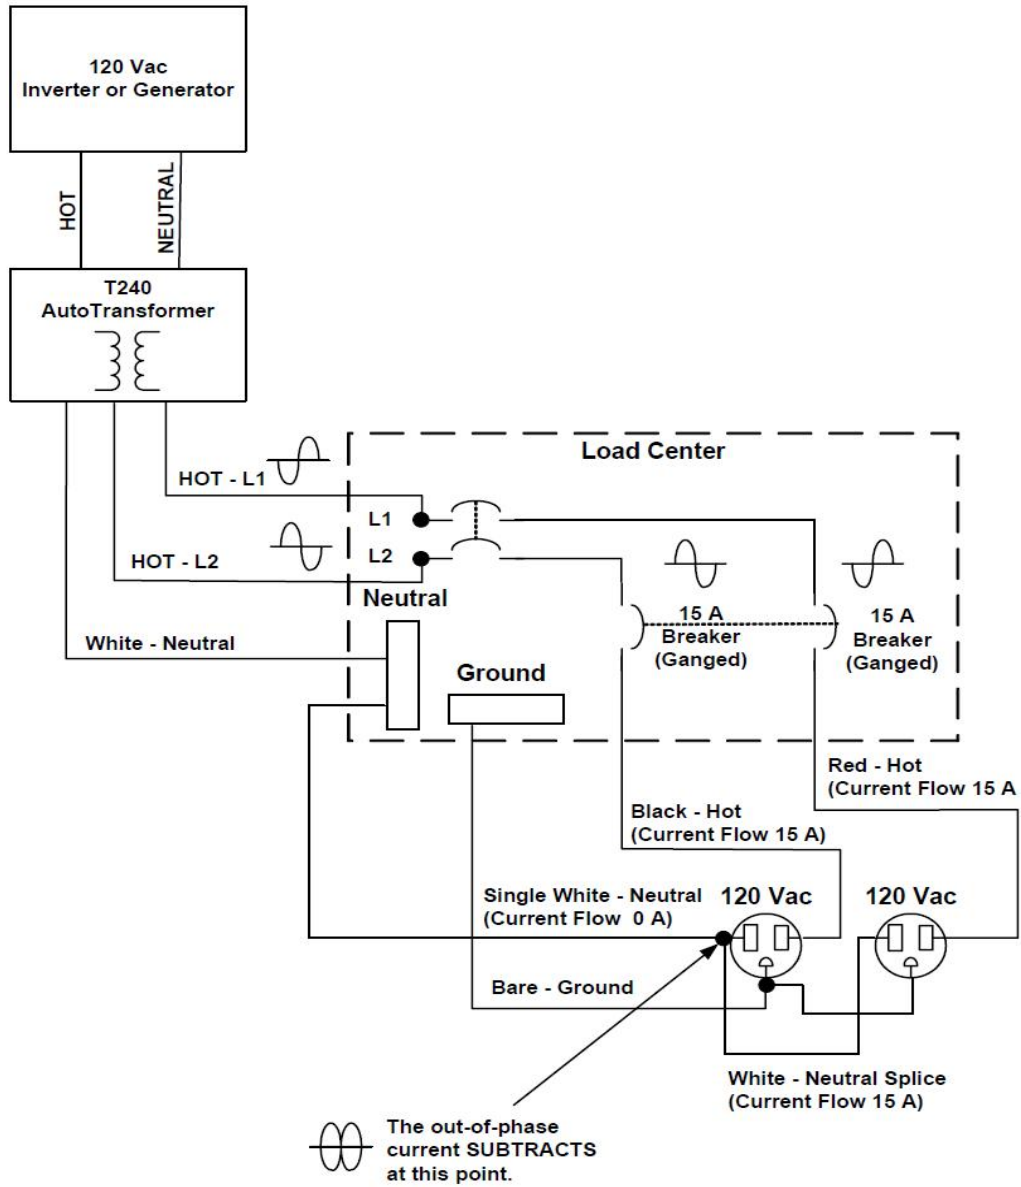 120 Vac
Inverter or Generator
HOT
NEUTRAL
T240
AutoTransformer
Load Center
HOT - L1
L1
HOT - L2
L2
Neutral
White - Neutral
15 A
Breaker
(Ganged)
15 A
Breaker
(Ganged)
Ground
Red - Hot
(Current Flow 15 A
Black - Hot
(Current Flow 15 A)
Single White - Neutral
(Current Flow 0 A)
120 Vac
120 Vac
Bare - Ground
White - Neutral Splice
(Current Flow 15 A)
The out-of-phase
current SUBTRACTS
at this point.